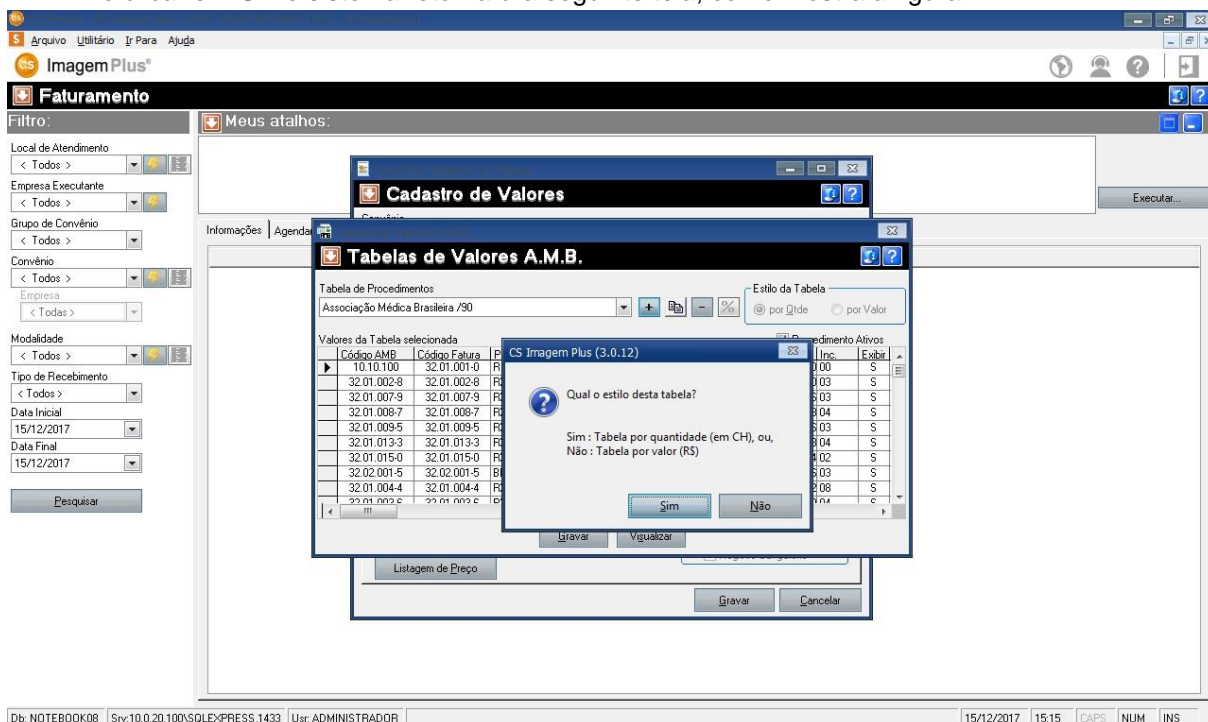 Arquivo Utilitário Ir Para Ajuda
CS ImagemPlus®
Faturamento
Filtro:
Meus atalhos:
Local de Atendimento
< Todos >
Empresa Executante
< Todos >
Grupo de Convênio
< Todos >
Convênio
< Todos >
Empresa
< Todas >
Modalidade
< Todos >
Tipo de Recebimento
< Todos >
Data Inicial
15/12/2017
Data Final
15/12/2017
Pesquisar
Executar...
Informações
Cadastro de Valores
Tabelas de Valores A.M.B.
Tabela de Procedimentos
Associação Médica Brasileira /90
Estilo da Tabela
por Qtde por Valor
Valores da Tabela selecionada
Código AMB Código Fatura Inc. Exibir
10.10.100 32.01.001-0 S
32.01.002-8 32.01.002-8 S
32.01.007-9 32.01.007-9 S
32.01.008-7 32.01.008-7 S
32.01.009-5 32.01.009-5 S
32.01.013-3 32.01.013-3 S
32.01.015-0 32.01.015-0 S
32.02.001-5 32.02.001-5 S
32.01.004-4 32.01.004-4 S
CS Imagem Plus (3.0.12)
Qual o estilo desta tabela?
Sim : Tabela por quantidade (em CH), ou,
Não : Tabela por valor (R$)
Sim Não
Gravar Visualizar
Listagem de Preço
Gravar Cancelar
Db: NOTEBOOK08 Srv:10.0.20.100\SQLEXPRESS,1433 Usr: ADMINISTRADOR 15/12/2017 15:15 CAPS NUM INS